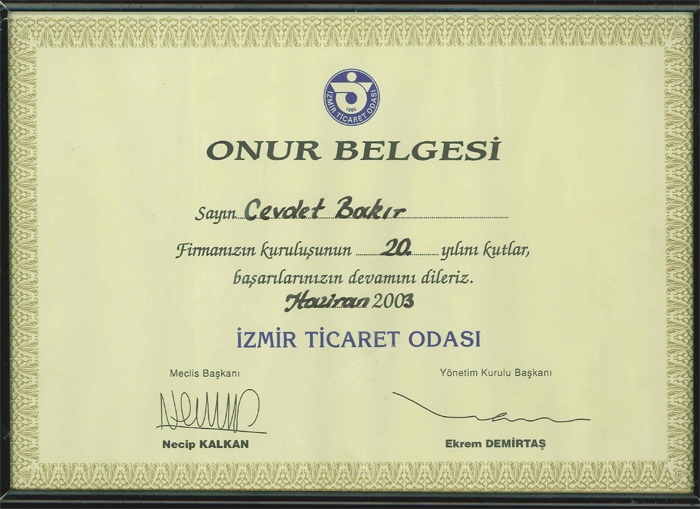 İZMİR TİCARET ODASI
1885
ONUR BELGESİ
Sayın Cevdet Bakır
Firmanızın kuruluşunun 20. yılını kutlar,
başarılarınızın devamını dileriz.
Haziran 2003
İZMİR TİCARET ODASI
Meclis Başkanı
Yönetim Kurulu Başkanı
Necip KALKAN
Ekrem DEMİRTAŞ